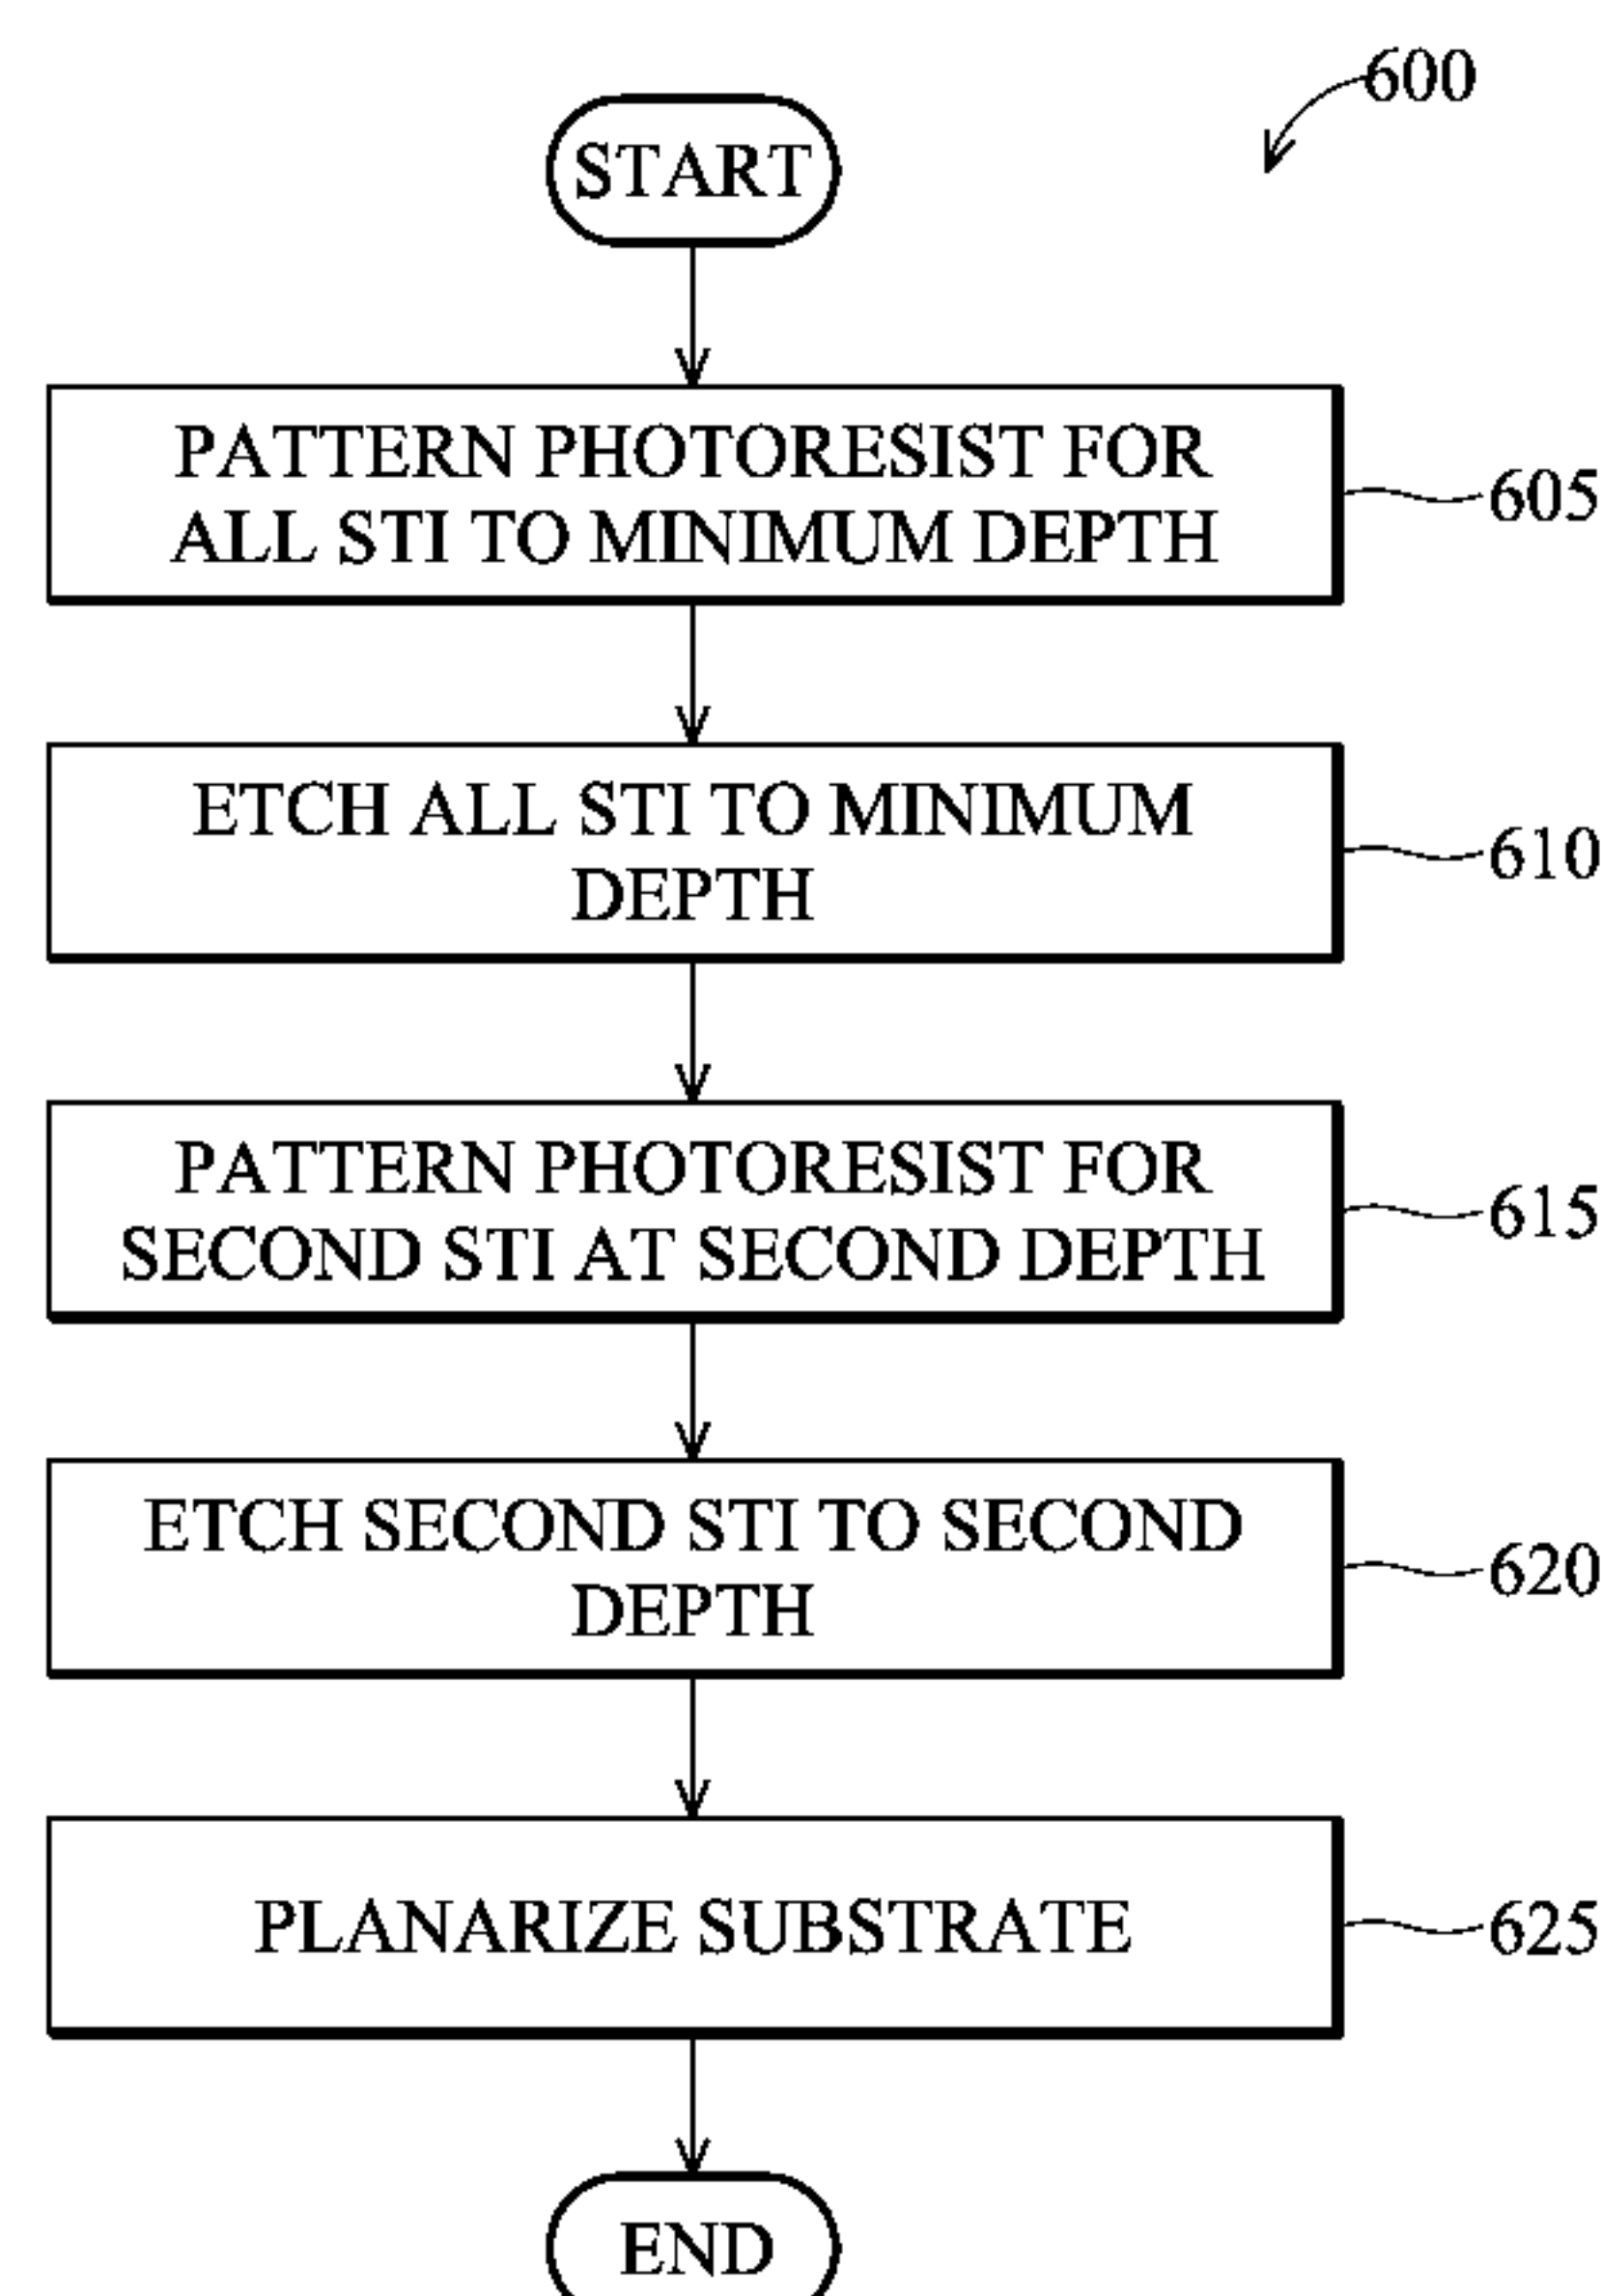 600
START
PATTERN PHOTORESIST FOR
ALL STI TO MINIMUM DEPTH
605
ETCH ALL STI TO MINIMUM
DEPTH
610
PATTERN PHOTORESIST FOR
SECOND STI AT SECOND DEPTH
615
ETCH SECOND STI TO SECOND
DEPTH
620
PLANARIZE SUBSTRATE
625
END